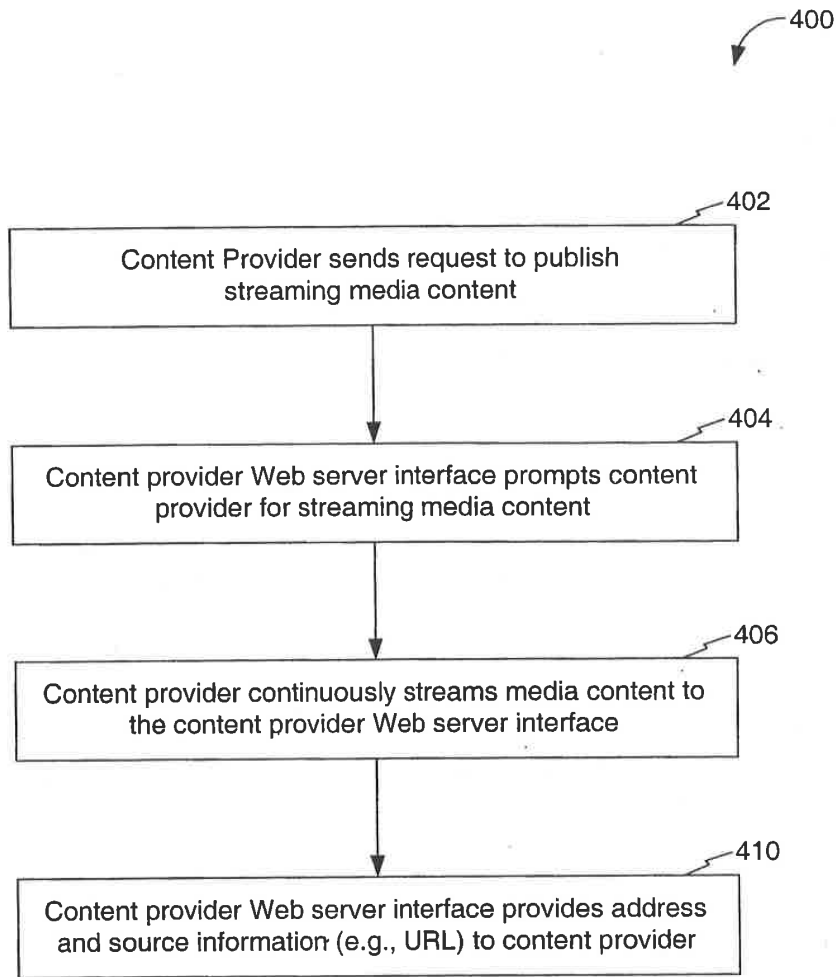 400
402
Content Provider sends request to publish
streaming media content
404
Content provider Web server interface prompts content
provider for streaming media content
406
Content provider continuously streams media content to
the content provider Web server interface
410
Content provider Web server interface provides address
and source information (e.g., URL) to content provider